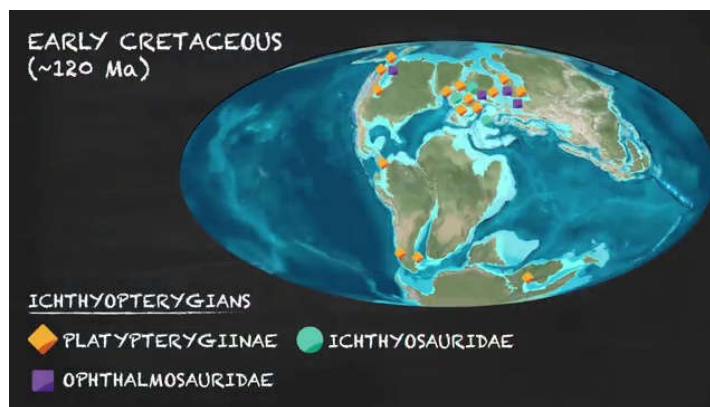 EARLY CRETACEOUS
(~120 Ma)
ICHTHYOPTERYGIANS
PLATYPTERYGIINAE
ICHTHYOSAURIDAE
OPHTHALMOSAURIDAE